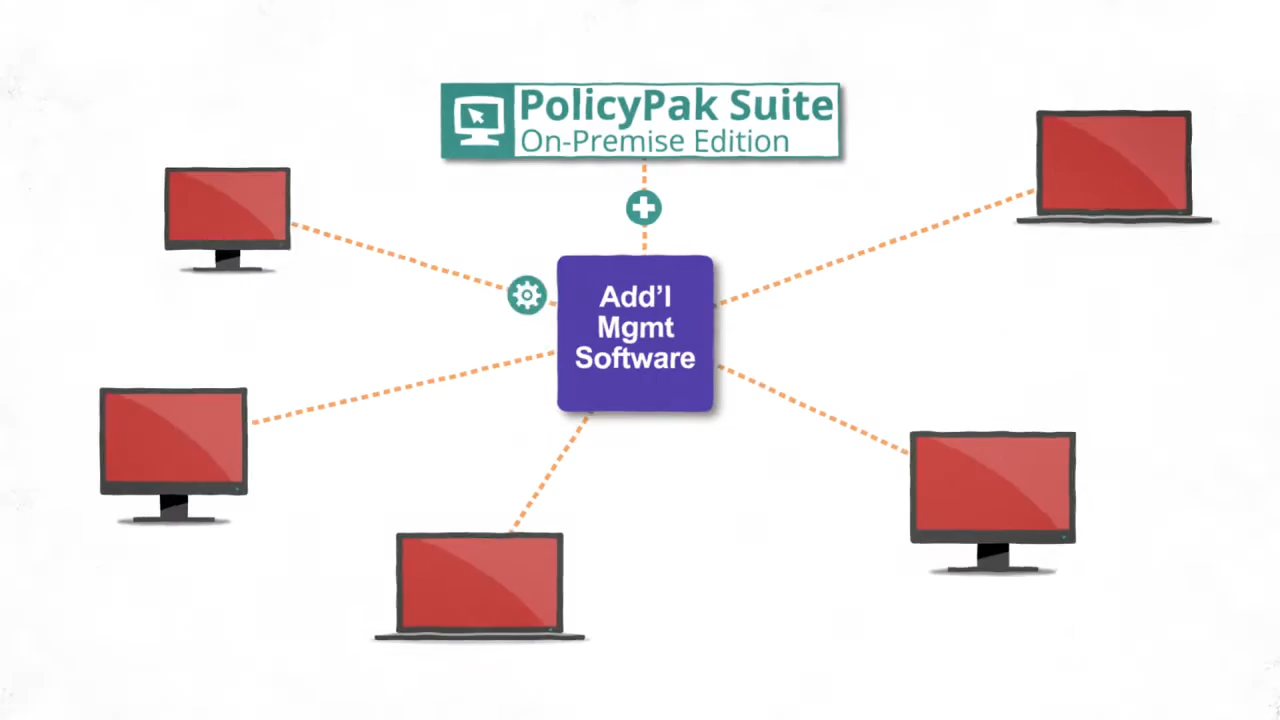 PolicyPak Suite
On-Premise Edition
Add'l
Mgmt
Software